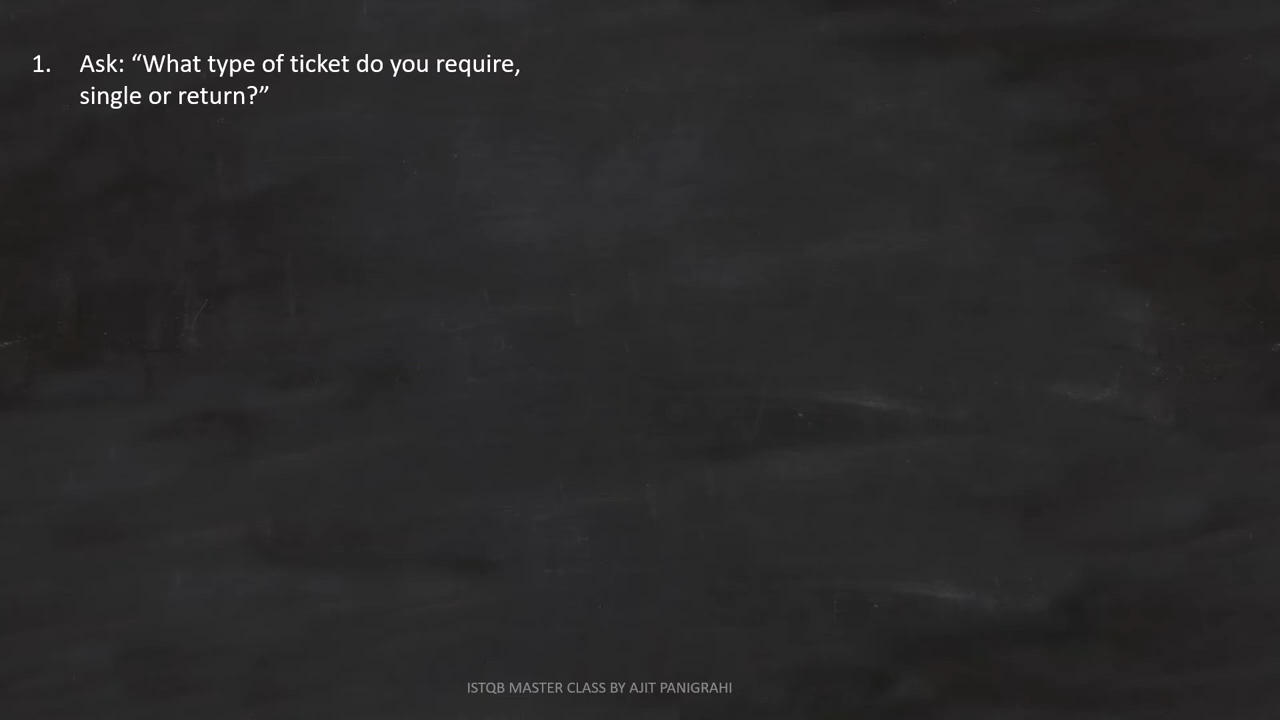 1. Ask: “What type of ticket do you require,
single or return?”
ISTQB MASTER CLASS BY AJIT PANIGRAHI